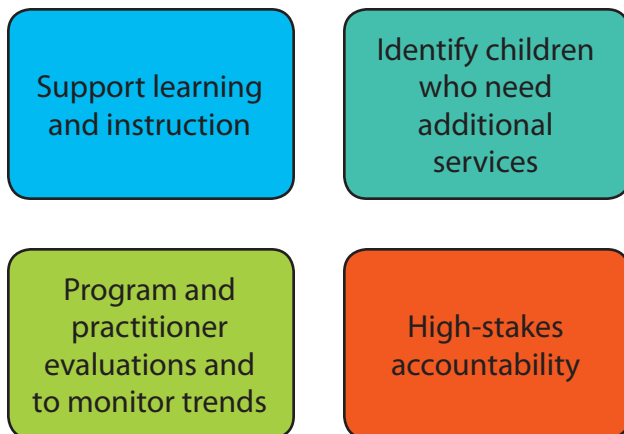 Support learning
and instruction
Identify children
who need
additional
services
Program and
practitioner
evaluations and
to monitor trends
High-stakes
accountability